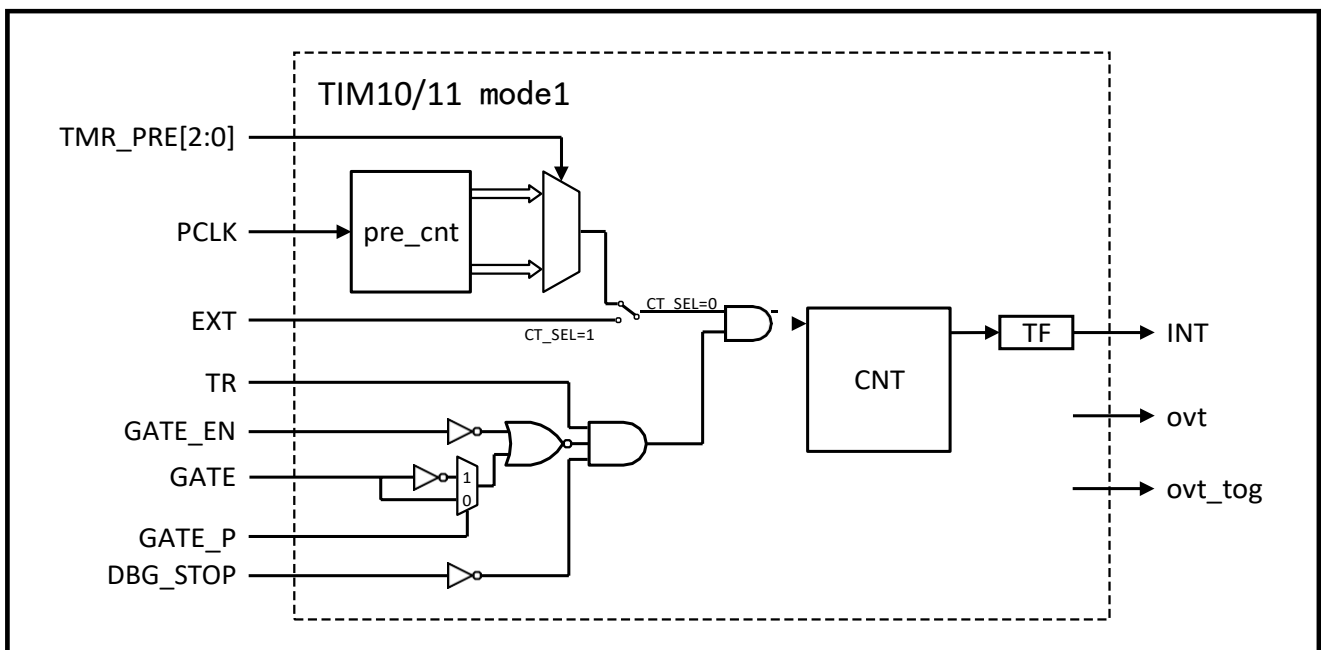 TIM10/11 mode1
TMR_PRE[2:0]
PCLK
pre_cnt
CT_SEL=0
EXT
CT_SEL=1
TF
INT
TR
CNT
ovt
GATE_EN
GATE
1
0
ovt_tog
GATE_P
DBG_STOP